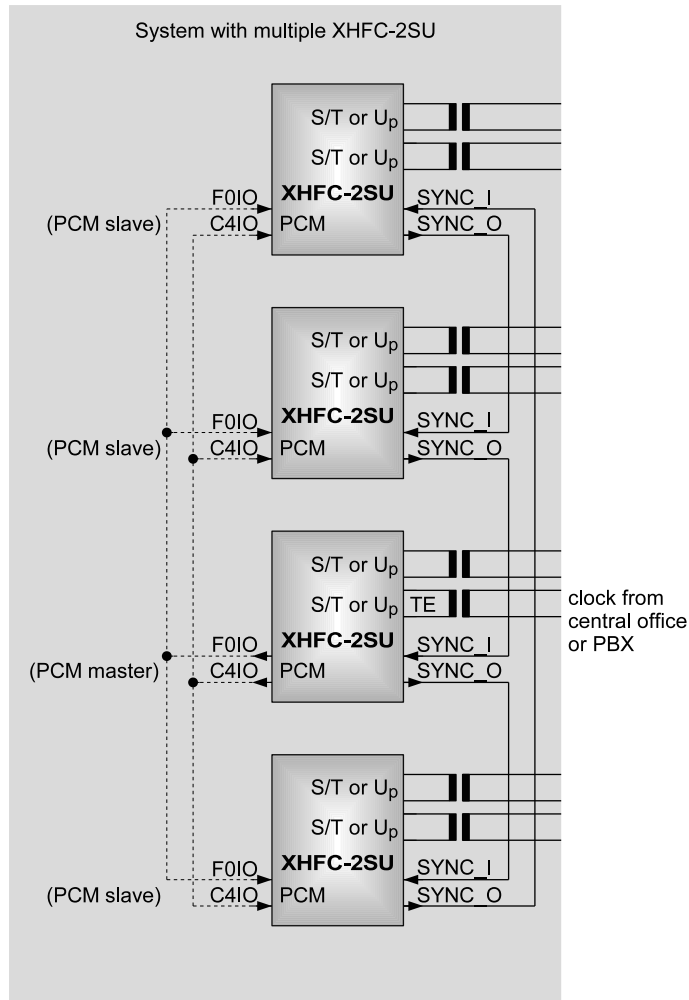 System with multiple XHFC-2SU
S/T or Up
S/T or Up
XHFC-2SU
F0IO
SYNC_I
(PCM slave)
C4IO
PCM
SYNC_O
S/T or Up
S/T or Up
XHFC-2SU
F0IO
SYNC_I
(PCM slave)
C4IO
PCM
SYNC_O
S/T or Up
S/T or Up
TE
clock from
central office
or PBX
XHFC-2SU
F0IO
SYNC_I
(PCM master)
C4IO
PCM
SYNC_O
S/T or Up
S/T or Up
XHFC-2SU
F0IO
SYNC_I
(PCM slave)
C4IO
PCM
SYNC_O